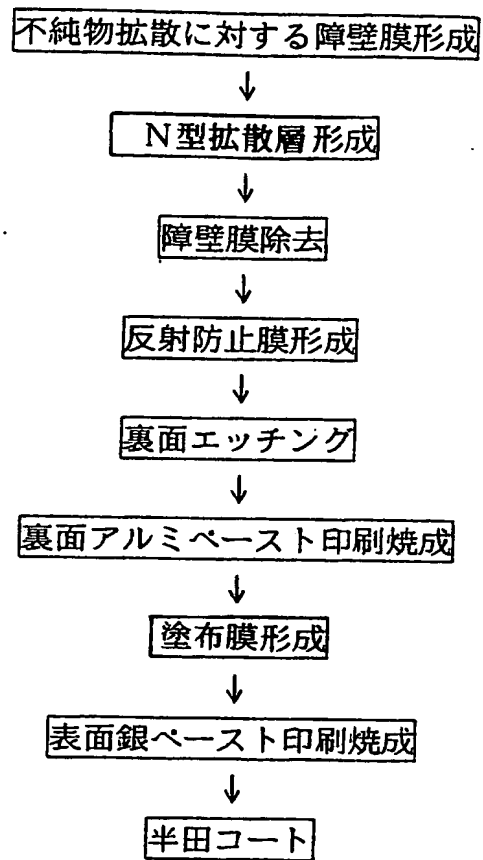 不純物拡散に対する障壁膜形成
↓
N型拡散層形成
↓
障壁膜除去
↓
反射防止膜形成
↓
裏面エッチング
↓
裏面アルミペースト印刷焼成
↓
塗布膜形成
↓
表面銀ペースト印刷焼成
↓
半田コート